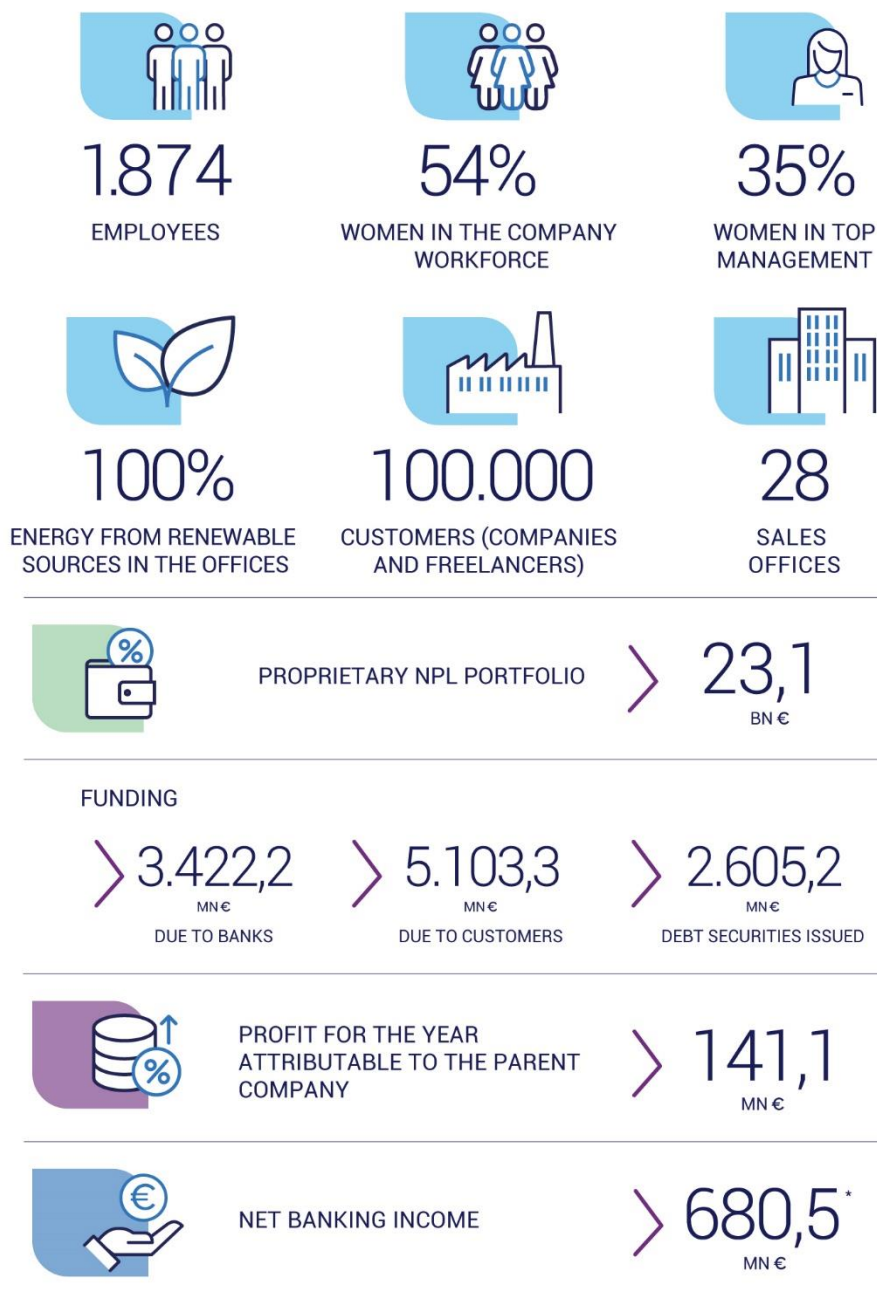 1.874
EMPLOYEES
54%
WOMEN IN THE COMPANY
WORKFORCE
35%
WOMEN IN TOP
MANAGEMENT
100%
ENERGY FROM RENEWABLE
SOURCES IN THE OFFICES
100.000
CUSTOMERS (COMPANIES
AND FREELANCERS)
28
SALES
OFFICES
%
PROPRIETARY NPL PORTFOLIO
23,1
BN €
FUNDING
3.422,2
MN €
DUE TO BANKS
5.103,3
MN €
DUE TO CUSTOMERS
2.605,2
MN €
DEBT SECURITIES ISSUED
%
PROFIT FOR THE YEAR
ATTRIBUTABLE TO THE PARENT
COMPANY
141,1
MN €
€
NET BANKING INCOME
680,5*
MN €